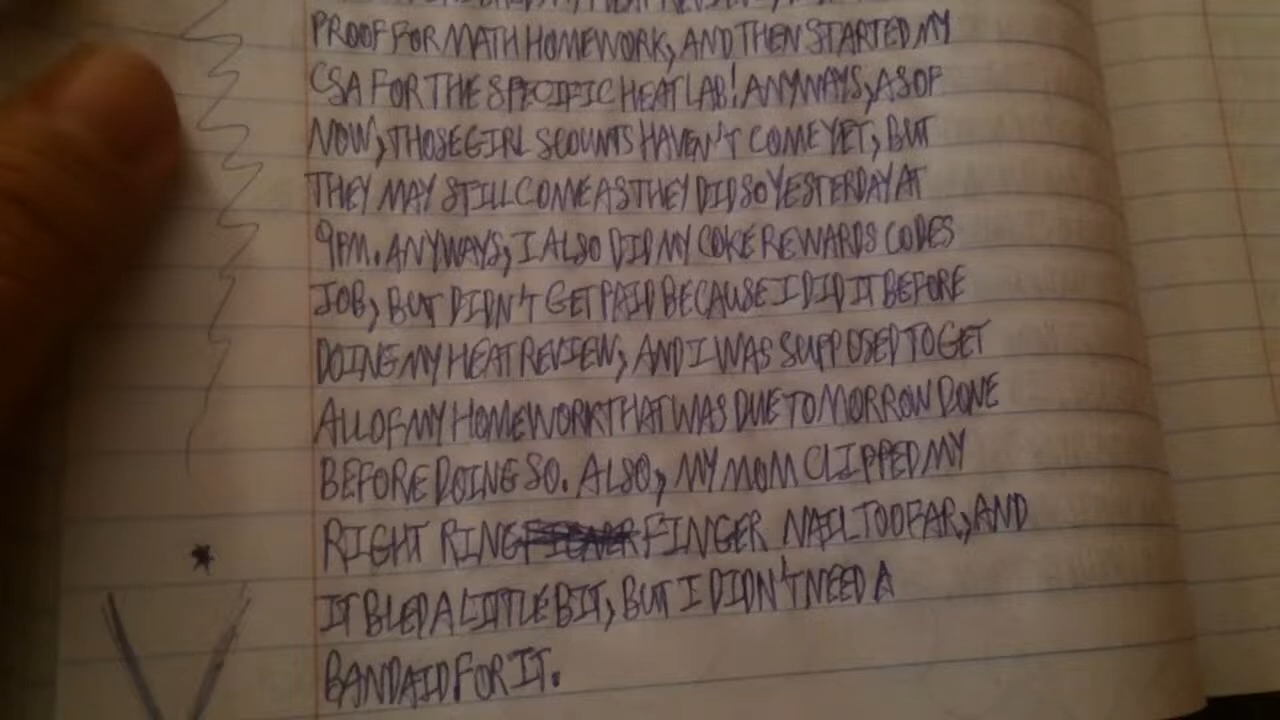 PROOF FOR MATH HOMEWORK, AND THEN STARTED MY
CSA FOR THE SPECIFIC HEAT LAB! ANYWAYS, AS OF
NOW, THOSE GIRL SCOUNTS HAVEN'T COME YET, BUT
THEY MAY STILL COME AS THEY DID SO YESTERDAY AT
9PM. ANYWAYS, I ALSO DID MY COKE REWARDS CODES
JOB, BUT DIDN'T GET PAID BECAUSE I DID IT BEFORE
DOING MY HEAT REVIEW, AND I WAS SUPPOSED TO GET
ALL OF MY HOMEWORK THAT WAS DUE TOMORROW DONE
BEFORE DOING SO. ALSO, MY MOM CLIPPED MY
RIGHT RING FINGER NAIL TOO FAR, AND
IT BLED A LITTLE BIT, BUT I DIDN'T NEED A
BANDAID FOR IT.